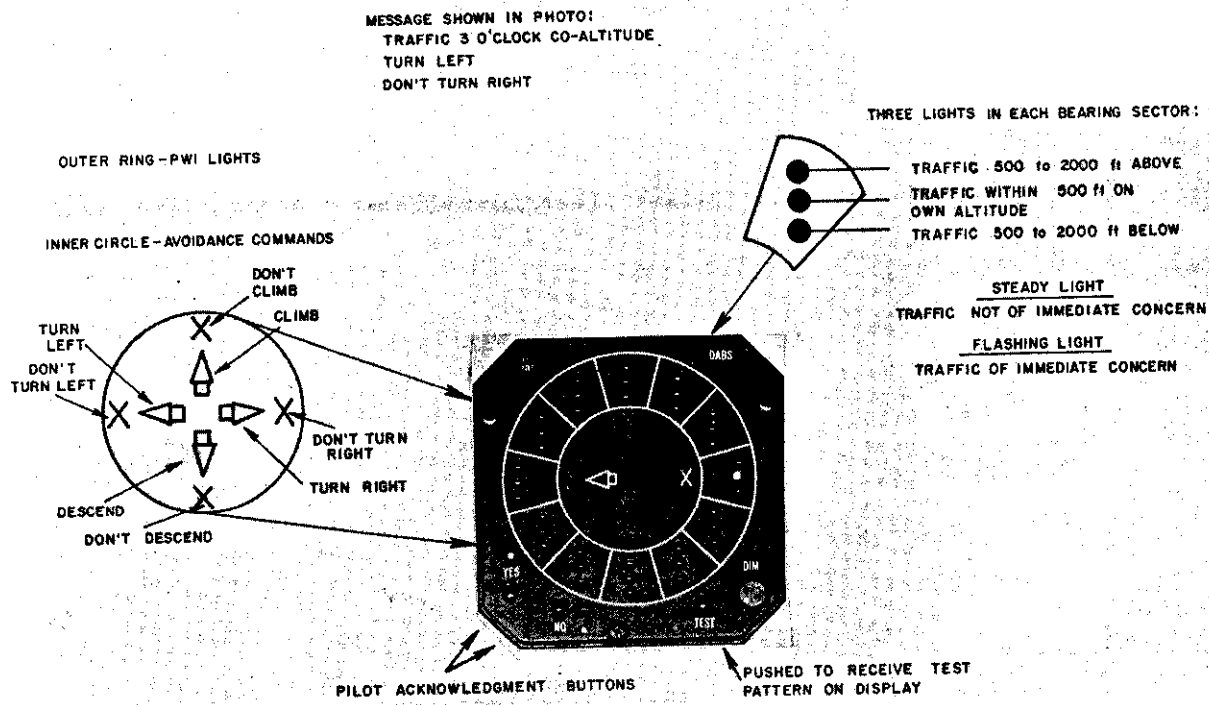 MESSAGE SHOWN IN PHOTO:
TRAFFIC 3 O'CLOCK CO-ALTITUDE
TURN LEFT
DON'T TURN RIGHT
THREE LIGHTS IN EACH BEARING SECTOR:
TRAFFIC 500 to 2000 ft ABOVE
TRAFFIC WITHIN 500 ft ON
OWN ALTITUDE
TRAFFIC 500 to 2000 ft BELOW
STEADY LIGHT
TRAFFIC NOT OF IMMEDIATE CONCERN
FLASHING LIGHT
TRAFFIC OF IMMEDIATE CONCERN
OUTER RING-PWI LIGHTS
INNER CIRCLE-AVOIDANCE COMMANDS
DON'T
CLIMB
CLIMB
TURN
LEFT
DON'T
TURN LEFT
DON'T TURN
RIGHT
TURN RIGHT
DESCEND
DON'T DESCEND
DABS
YES
NO
DIM
TEST
PILOT ACKNOWLEDGMENT BUTTONS
PUSHED TO RECEIVE TEST
PATTERN ON DISPLAY